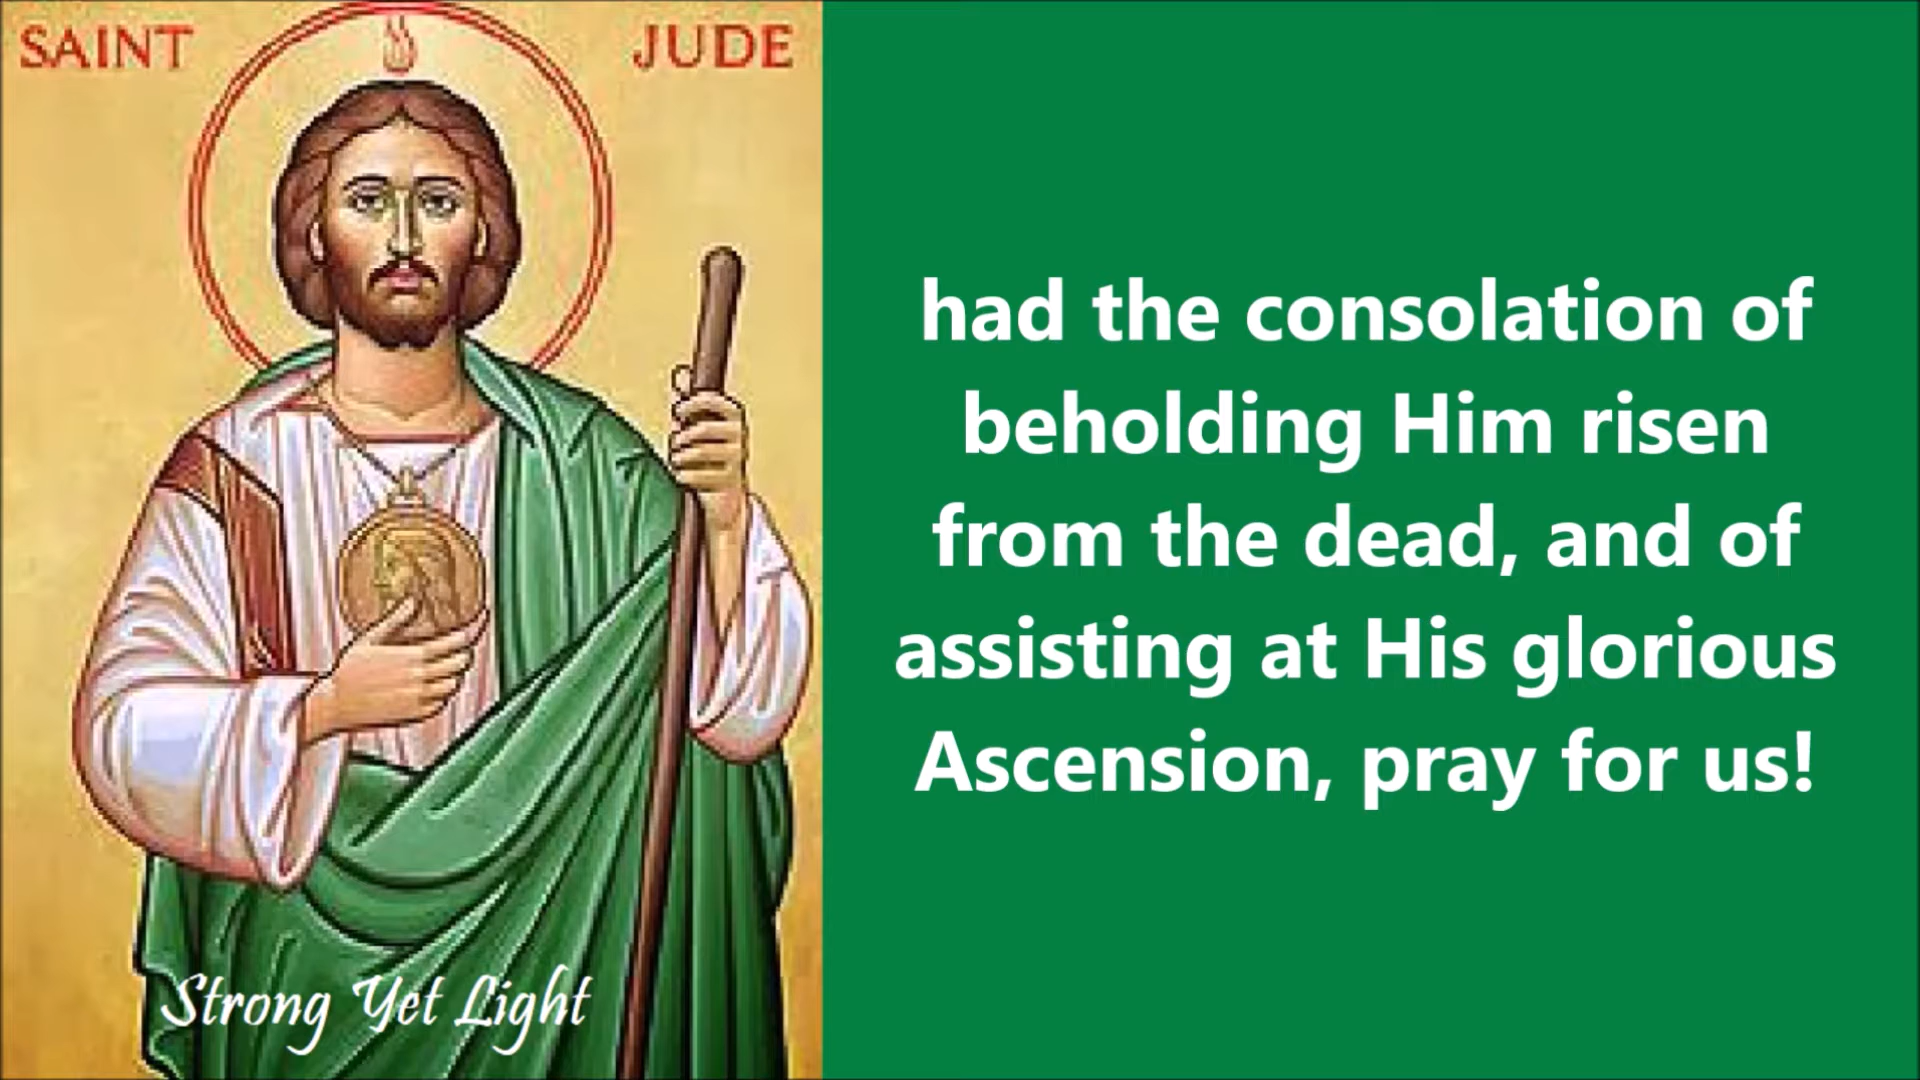 SAINT JUDE
had the consolation of
beholding Him risen
from the dead, and of
assisting at His glorious
Ascension, pray for us!
Strong Yet Light